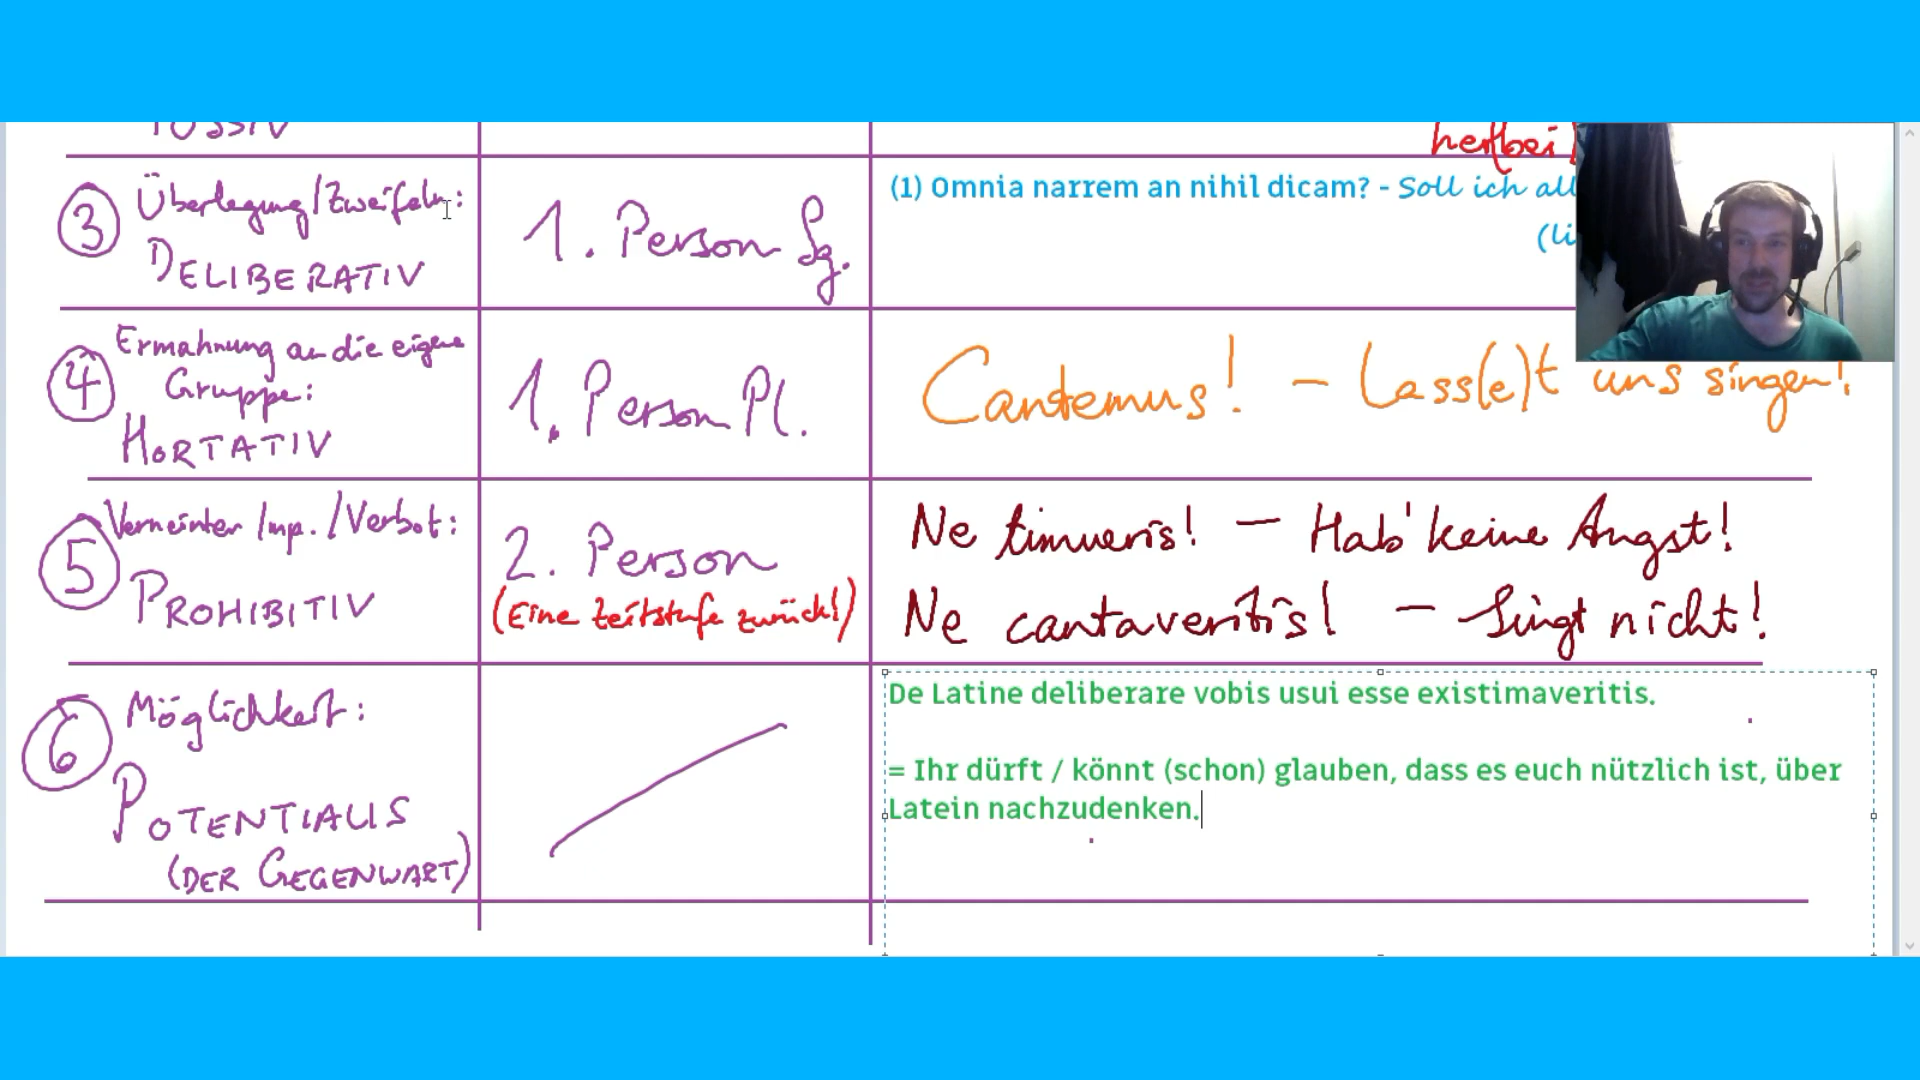 IUSSIV
herbei
③ Überlegung/Zweifeln:
DELIBERATIV
1. Person Sg.
(1) Omnia narrem an nihil dicam? - Soll ich all
(li
④ Ermahnung an die eigene
Gruppe:
HORTATIV
1. Person Pl.
Cantemus! – Lass(e)t uns singen!
⑤ Verneinter Imp./Verbot:
PROHIBITIV
2. Person
(Eine Zeitstufe zurück!)
Ne timueris! – Hab' keine Angst!
Ne cantaveritis! – Singt nicht!
⑥ Möglichkeit:
POTENTIALIS
(DER GEGENWART)
De Latine deliberare vobis usui esse existimaveritis.
= Ihr dürft / könnt (schon) glauben, dass es euch nützlich ist, über
Latein nachzudenken.